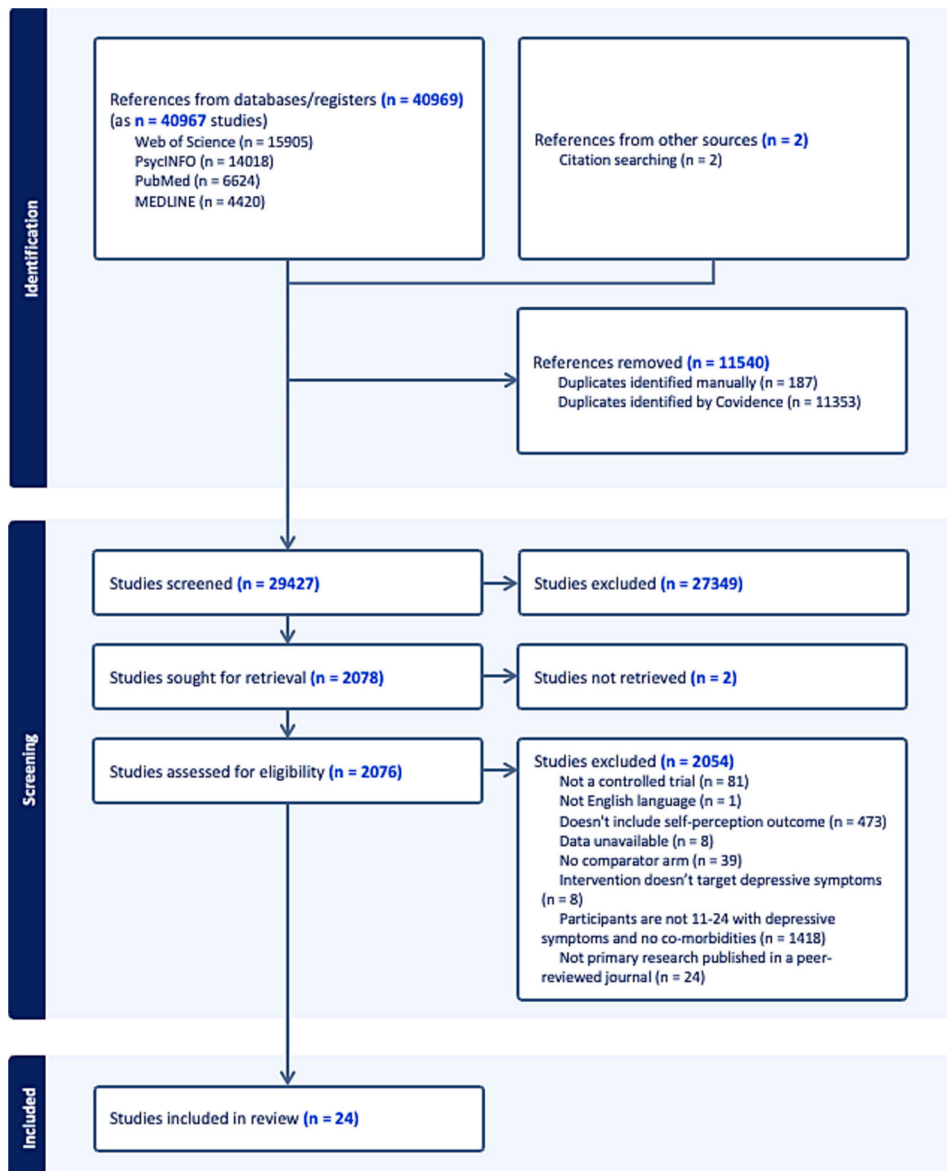 Identification
References from databases/registers (n = 40969)
(as n = 40967 studies)
Web of Science (n = 15905)
PsycINFO (n = 14018)
PubMed (n = 6624)
MEDLINE (n = 4420)
References from other sources (n = 2)
Citation searching (n = 2)
References removed (n = 11540)
Duplicates identified manually (n = 187)
Duplicates identified by Covidence (n = 11353)
Screening
Studies screened (n = 29427)
Studies excluded (n = 27349)
Studies sought for retrieval (n = 2078)
Studies not retrieved (n = 2)
Studies assessed for eligibility (n = 2076)
Studies excluded (n = 2054)
Not a controlled trial (n = 81)
Not English language (n = 1)
Doesn't include self-perception outcome (n = 473)
Data unavailable (n = 8)
No comparator arm (n = 39)
Intervention doesn't target depressive symptoms
(n = 8)
Participants are not 11-24 with depressive
symptoms and no co-morbidities (n = 1418)
Not primary research published in a peer-
reviewed journal (n = 24)
Included
Studies included in review (n = 24)